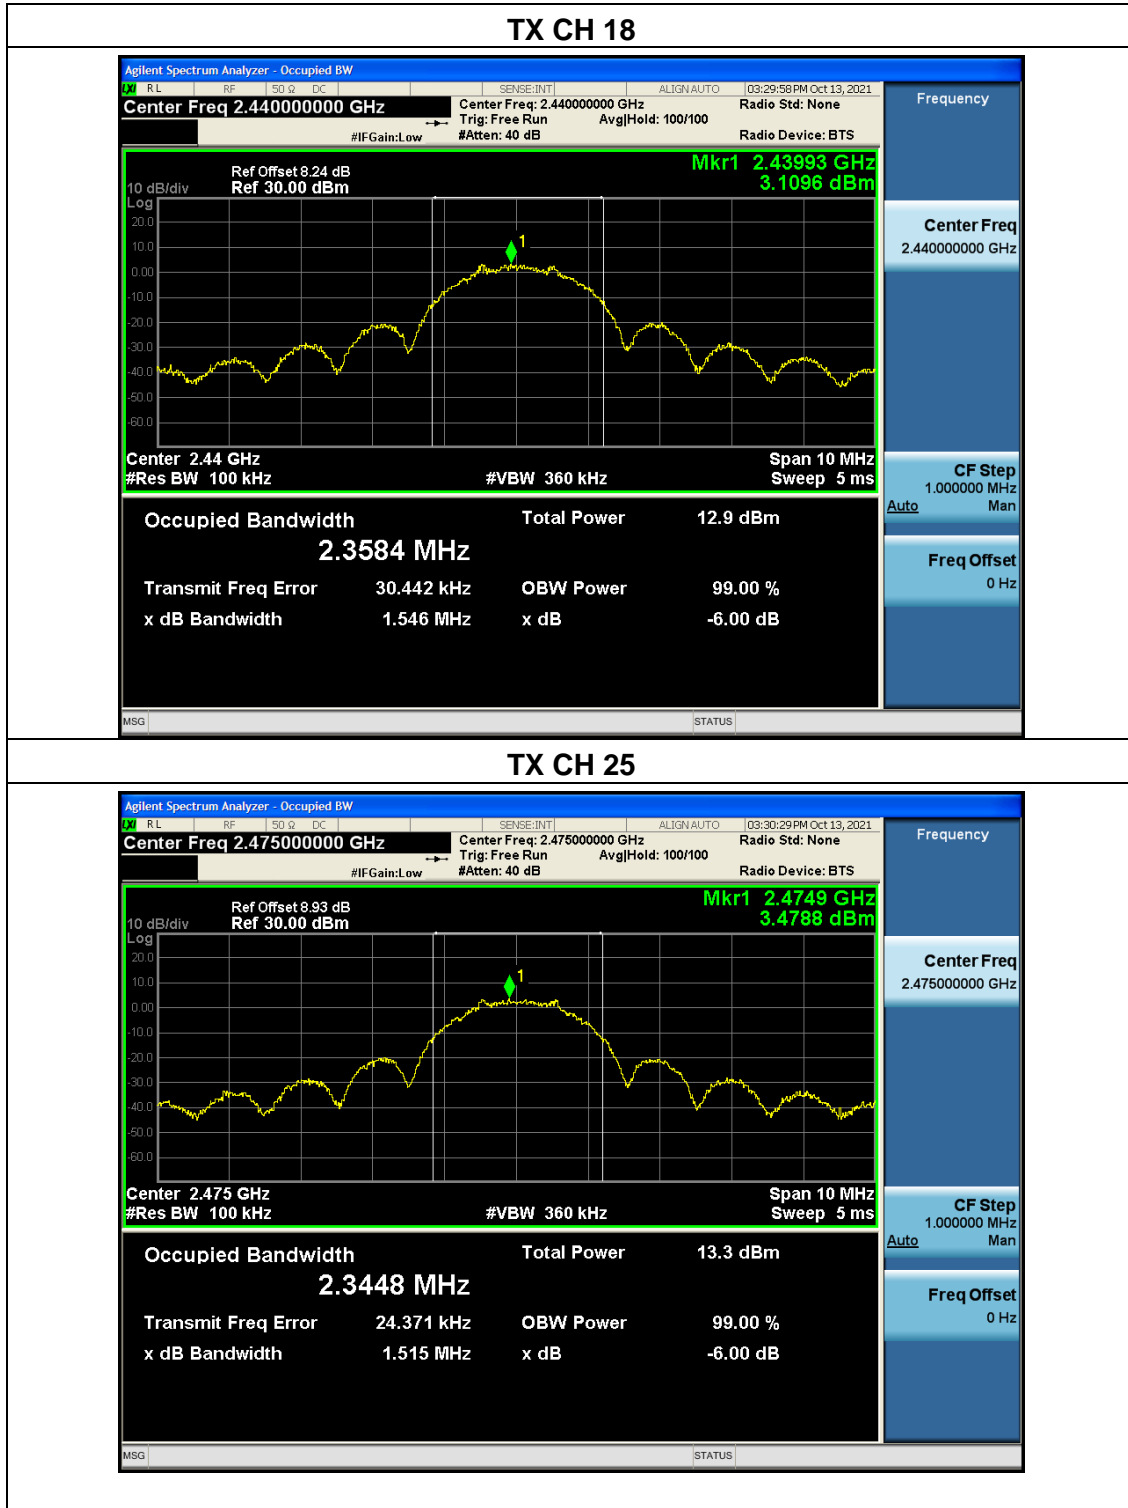 TX CH 18
Agilent Spectrum Analyzer - Occupied BW
LXI RL RF 50 Ω DC SENSE:INT ALIGN AUTO 03:29:58 PM Oct 13, 2021
Center Freq 2.440000000 GHz
Center Freq: 2.440000000 GHz Radio Std: None
Trig: Free Run Avg|Hold: 100/100
#IFGain:Low #Atten: 40 dB Radio Device: BTS
Frequency
Mkr1 2.43993 GHz
3.1096 dBm
Ref Offset 8.24 dB
10 dB/div Ref 30.00 dBm
Log
20.0
10.0
0.00
-10.0
-20.0
-30.0
-40.0
-50.0
-60.0
1
Center 2.44 GHz Span 10 MHz
#Res BW 100 kHz #VBW 360 kHz Sweep 5 ms
Center Freq
2.440000000 GHz
CF Step
1.000000 MHz
Auto Man
Freq Offset
0 Hz
Occupied Bandwidth Total Power 12.9 dBm
2.3584 MHz
Transmit Freq Error 30.442 kHz OBW Power 99.00 %
x dB Bandwidth 1.546 MHz x dB -6.00 dB
MSG STATUS
TX CH 25
Agilent Spectrum Analyzer - Occupied BW
LXI RL RF 50 Ω DC SENSE:INT ALIGN AUTO 03:30:29 PM Oct 13, 2021
Center Freq 2.475000000 GHz
Center Freq: 2.475000000 GHz Radio Std: None
Trig: Free Run Avg|Hold: 100/100
#IFGain:Low #Atten: 40 dB Radio Device: BTS
Frequency
Mkr1 2.4749 GHz
3.4788 dBm
Ref Offset 8.93 dB
10 dB/div Ref 30.00 dBm
Log
20.0
10.0
0.00
-10.0
-20.0
-30.0
-40.0
-50.0
-60.0
1
Center 2.475 GHz Span 10 MHz
#Res BW 100 kHz #VBW 360 kHz Sweep 5 ms
Center Freq
2.475000000 GHz
CF Step
1.000000 MHz
Auto Man
Freq Offset
0 Hz
Occupied Bandwidth Total Power 13.3 dBm
2.3448 MHz
Transmit Freq Error 24.371 kHz OBW Power 99.00 %
x dB Bandwidth 1.515 MHz x dB -6.00 dB
MSG STATUS